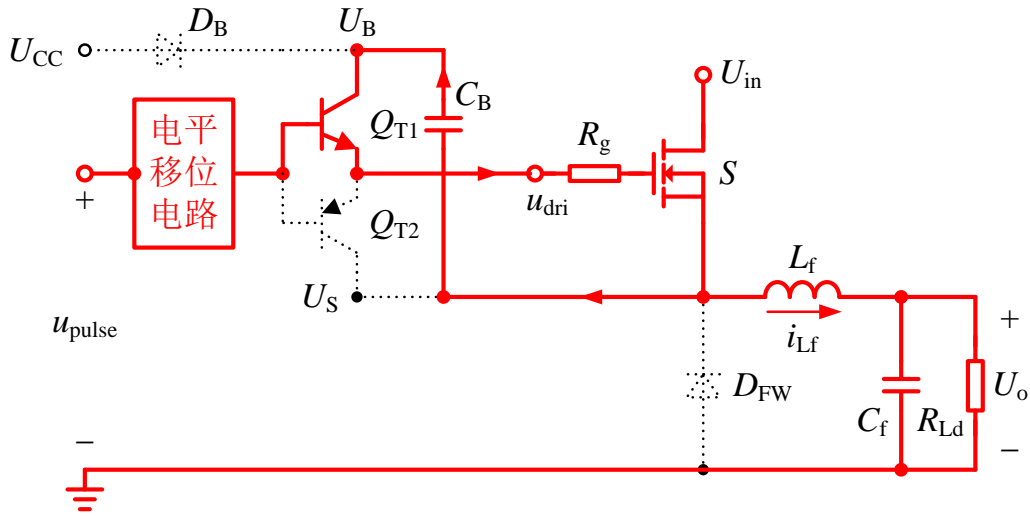 D_B
U_B
U_CC
C_B
U_in
Q_T1
R_g
电平
移位
电路
S
+
u_dri
Q_T2
U_S
L_f
u_pulse
i_Lf
+
D_FW
U_o
C_f
R_Ld
−
−